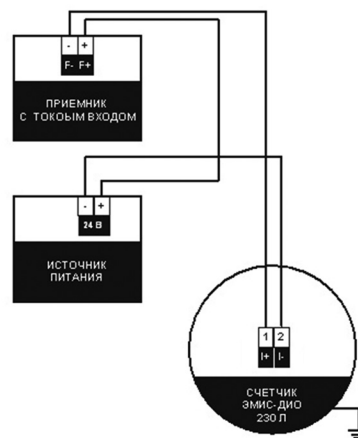 - +
F- F+
ПРИЕМНИК
С ТОКОЫМ ВХОДОМ
- +
24 В
ИСТОЧНИК
ПИТАНИЯ
1 2
I+ I-
СЧЕТЧИК
ЭМИС-ДИО
230 Л